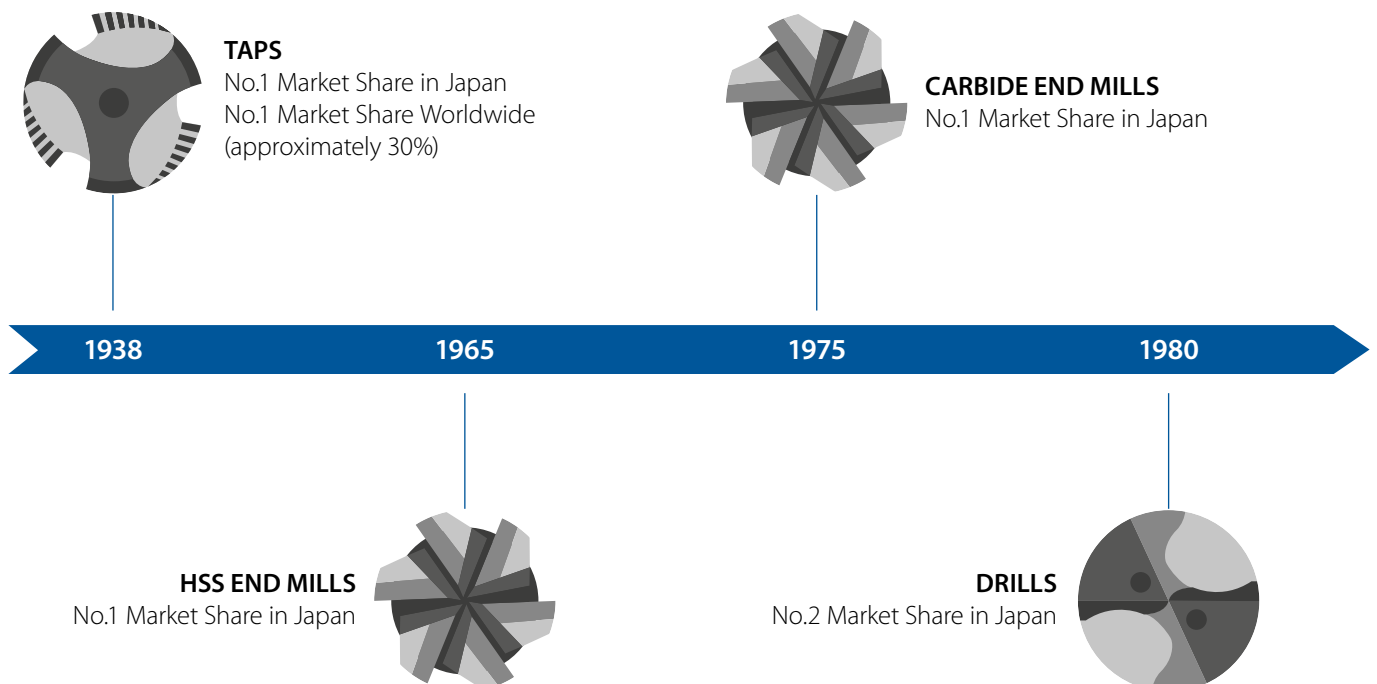 TAPS
No.1 Market Share in Japan
No.1 Market Share Worldwide
(approximately 30%)
CARBIDE END MILLS
No.1 Market Share in Japan
1938
1965
1975
1980
HSS END MILLS
No.1 Market Share in Japan
DRILLS
No.2 Market Share in Japan